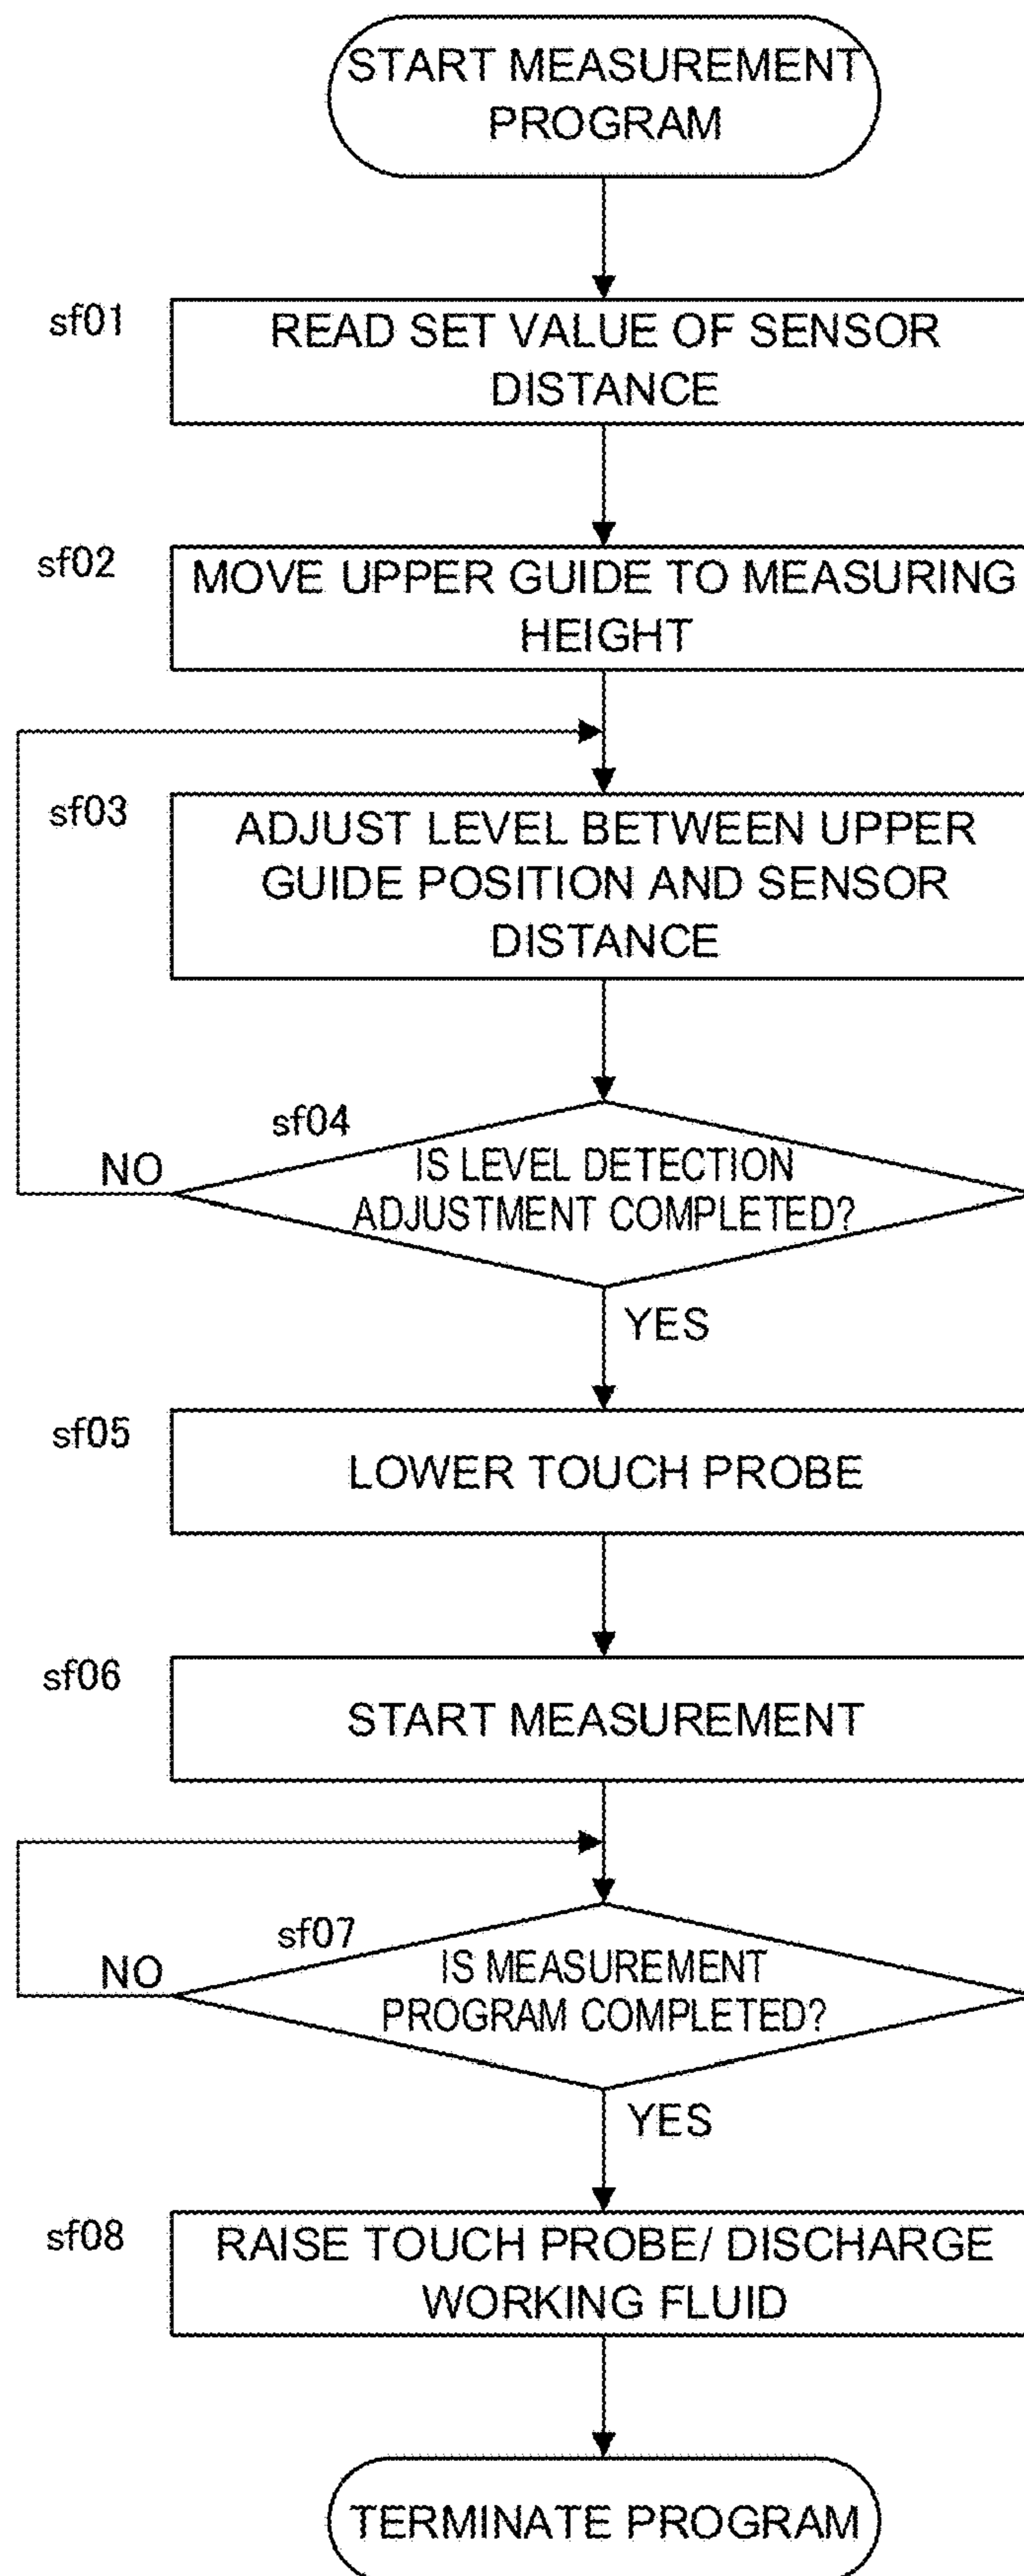 START MEASUREMENT
PROGRAM
sf01
READ SET VALUE OF SENSOR
DISTANCE
sf02
MOVE UPPER GUIDE TO MEASURING
HEIGHT
sf03
ADJUST LEVEL BETWEEN UPPER
GUIDE POSITION AND SENSOR
DISTANCE
sf04
IS LEVEL DETECTION
ADJUSTMENT COMPLETED?
NO
YES
sf05
LOWER TOUCH PROBE
sf06
START MEASUREMENT
sf07
IS MEASUREMENT
PROGRAM COMPLETED?
NO
YES
sf08
RAISE TOUCH PROBE/ DISCHARGE
WORKING FLUID
TERMINATE PROGRAM